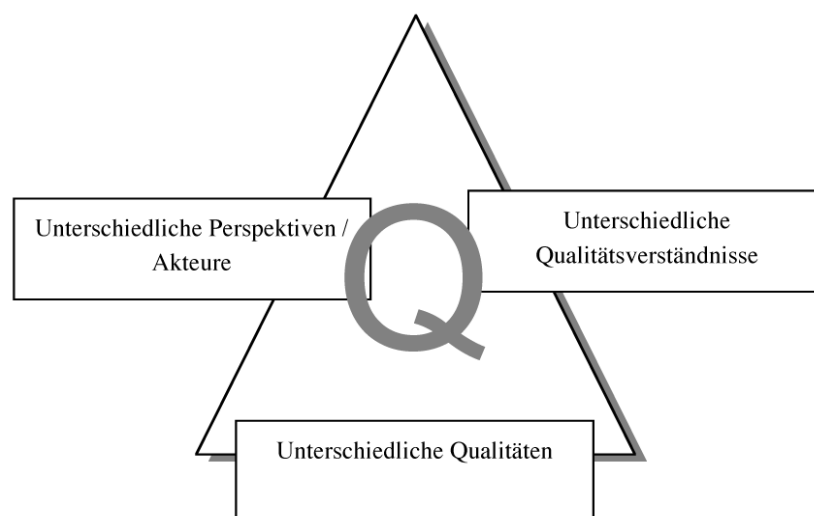 Unterschiedliche Perspektiven /
Akteure
Unterschiedliche
Qualitätsverständnisse
Q
Unterschiedliche Qualitäten